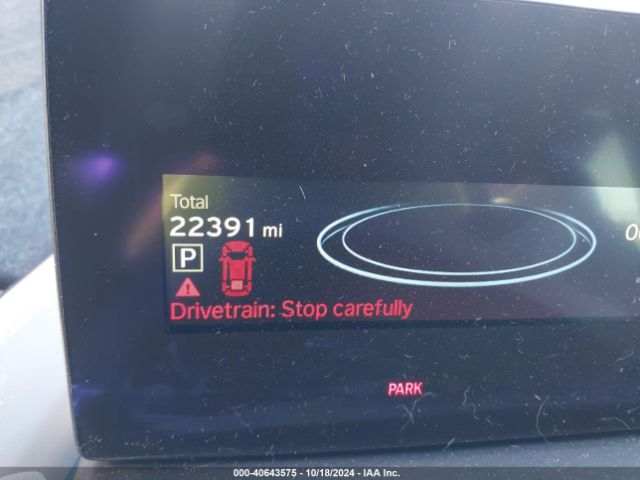 Total
22391 mi
P
Drivetrain: Stop carefully
PARK
000-40643575 - 10/18/2024 - IAA Inc.